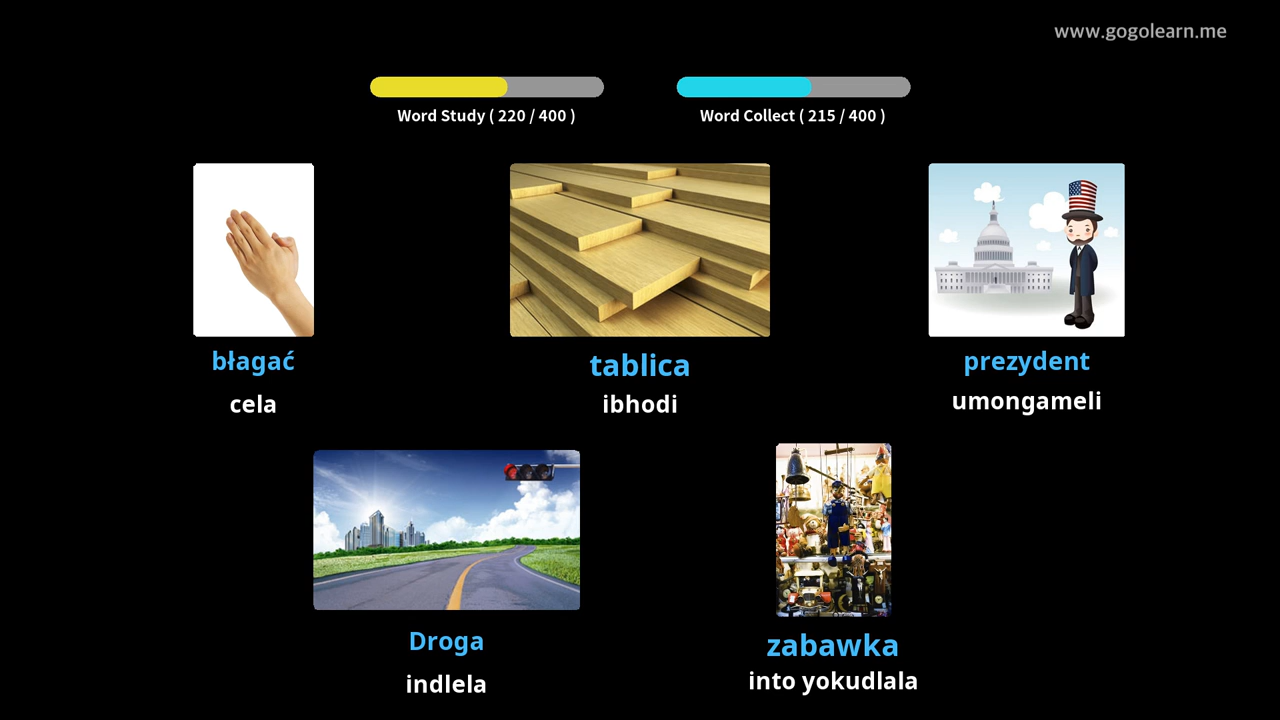 www.gogolearn.me
Word Study ( 220 / 400 )
Word Collect ( 215 / 400 )
błagać
cela
tablica
ibhodi
prezydent
umongameli
Droga
indlela
zabawka
into yokudlala